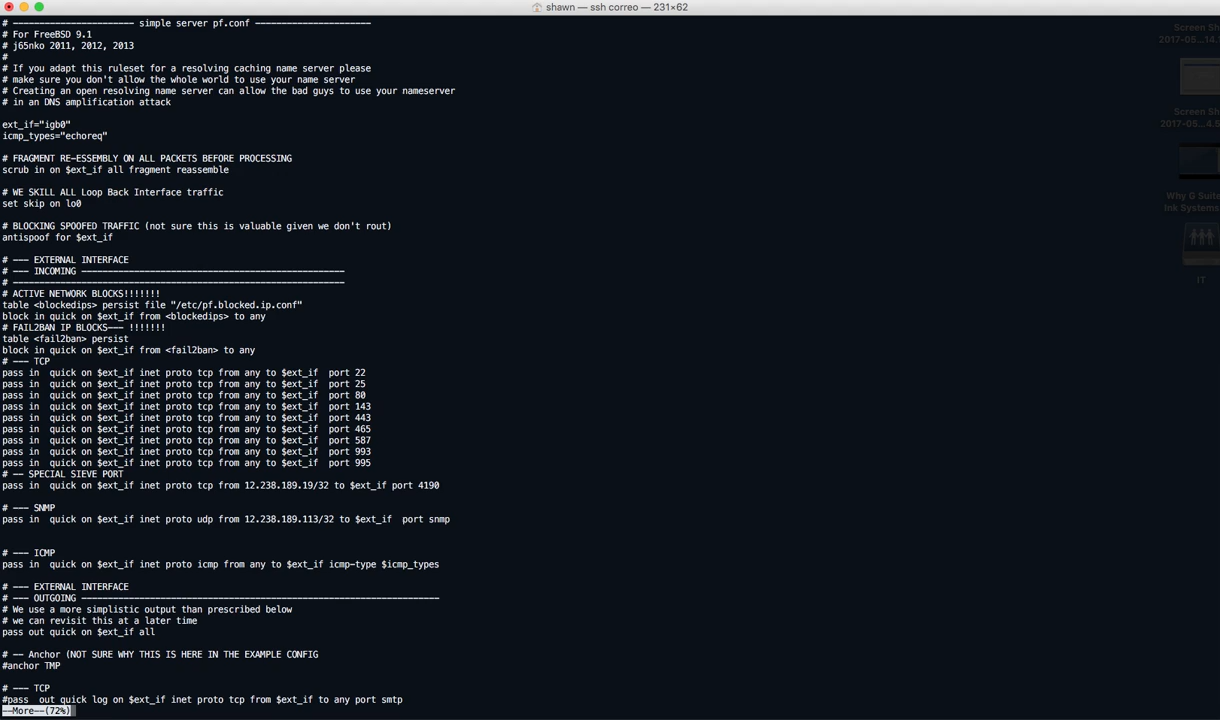 shawn — ssh correo — 231×62
# ----------------------- simple server pf.conf ----------------------
# For FreeBSD 9.1
# j65nko 2011, 2012, 2013
#
# If you adapt this ruleset for a resolving caching name server please
# make sure you don't allow the whole world to use your name server
# Creating an open resolving name server can allow the bad guys to use your nameserver
# in an DNS amplification attack
ext_if="igb0"
icmp_types="echoreq"
# FRAGMENT RE-ESSEMBLY ON ALL PACKETS BEFORE PROCESSING
scrub in on $ext_if all fragment reassemble
# WE SKILL ALL Loop Back Interface traffic
set skip on lo0
# BLOCKING SPOOFED TRAFFIC (not sure this is valuable given we don't rout)
antispoof for $ext_if
# --- EXTERNAL INTERFACE
# --- INCOMING --------------------------------------------------
# ---------------------------------------------------------------
# ACTIVE NETWORK BLOCKS!!!!!!!
table <blockedips> persist file "/etc/pf.blocked.ip.conf"
block in quick on $ext_if from <blockedips> to any
# FAIL2BAN IP BLOCKS--- !!!!!!!
table <fail2ban> persist
block in quick on $ext_if from <fail2ban> to any
# --- TCP
pass in  quick on $ext_if inet proto tcp from any to $ext_if  port 22
pass in  quick on $ext_if inet proto tcp from any to $ext_if  port 25
pass in  quick on $ext_if inet proto tcp from any to $ext_if  port 80
pass in  quick on $ext_if inet proto tcp from any to $ext_if  port 143
pass in  quick on $ext_if inet proto tcp from any to $ext_if  port 443
pass in  quick on $ext_if inet proto tcp from any to $ext_if  port 465
pass in  quick on $ext_if inet proto tcp from any to $ext_if  port 587
pass in  quick on $ext_if inet proto tcp from any to $ext_if  port 993
pass in  quick on $ext_if inet proto tcp from any to $ext_if  port 995
# -- SPECIAL SIEVE PORT
pass in  quick on $ext_if inet proto tcp from 12.238.189.19/32 to $ext_if port 4190
# --- SNMP
pass in  quick on $ext_if inet proto udp from 12.238.189.113/32 to $ext_if  port snmp
# --- ICMP
pass in  quick on $ext_if inet proto icmp from any to $ext_if icmp-type $icmp_types
# --- EXTERNAL INTERFACE
# --- OUTGOING --------------------------------------------------------------------
# We use a more simplistic output than prescribed below
# we can revisit this at a later time
pass out quick on $ext_if all
# -- Anchor (NOT SURE WHY THIS IS HERE IN THE EXAMPLE CONFIG
#anchor TMP
# --- TCP
#pass  out quick log on $ext_if inet proto tcp from $ext_if to any port smtp
--More--(72%)
Screen Sh
2017-05...14.
Screen Sh
2017-05...4.5
Why G Suite
Ink Systems
IT